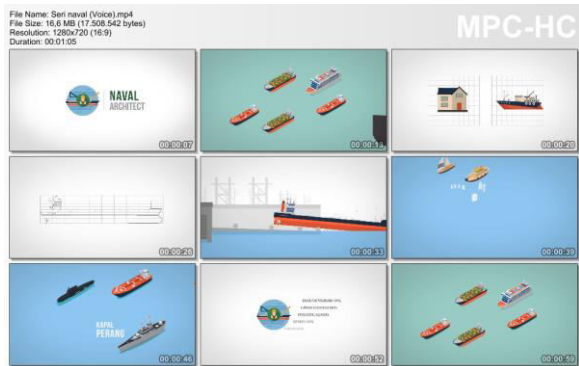 File Name: Seri naval (Voice).mp4
File Size: 16,6 MB (17.508.542 bytes)
Resolution: 1280x720 (16:9)
Duration: 00:01:05
MPC-HC
NAVAL
ARCHITECT
00:00:07
00:00:13
00:00:20
00:00:26
00:00:33
00:00:39
KAPAL
PERANG
00:00:46
00:00:52
00:00:59